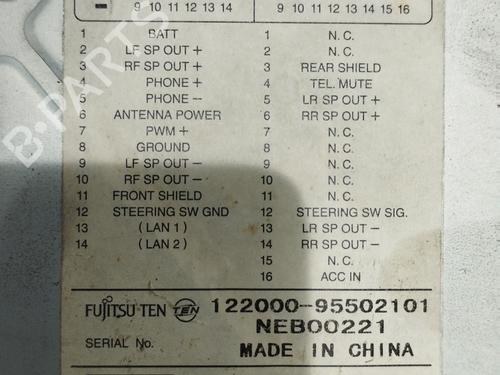 9 10 11 12 13 14 9 10 11 12 13 14 15 16
1 BATT 1 N.C.
2 LF SP OUT + 2 N.C.
3 RF SP OUT + 3 REAR SHIELD
4 PHONE + 4 TEL. MUTE
5 PHONE − 5 LR SP OUT +
6 ANTENNA POWER 6 RR SP OUT +
7 PWM + 7 N.C.
8 GROUND 8 N.C.
9 LF SP OUT − 9 N.C.
10 RF SP OUT − 10 N.C.
11 FRONT SHIELD 11 N.C.
12 STEERING SW GND 12 STEERING SW SIG.
13 ( LAN 1 ) 13 LR SP OUT −
14 ( LAN 2 ) 14 RR SP OUT −
15 N.C.
16 ACC IN
FUJITSU TEN TEN 122000-95502101
NEB00221
SERIAL No. MADE IN CHINA
B-PARTS